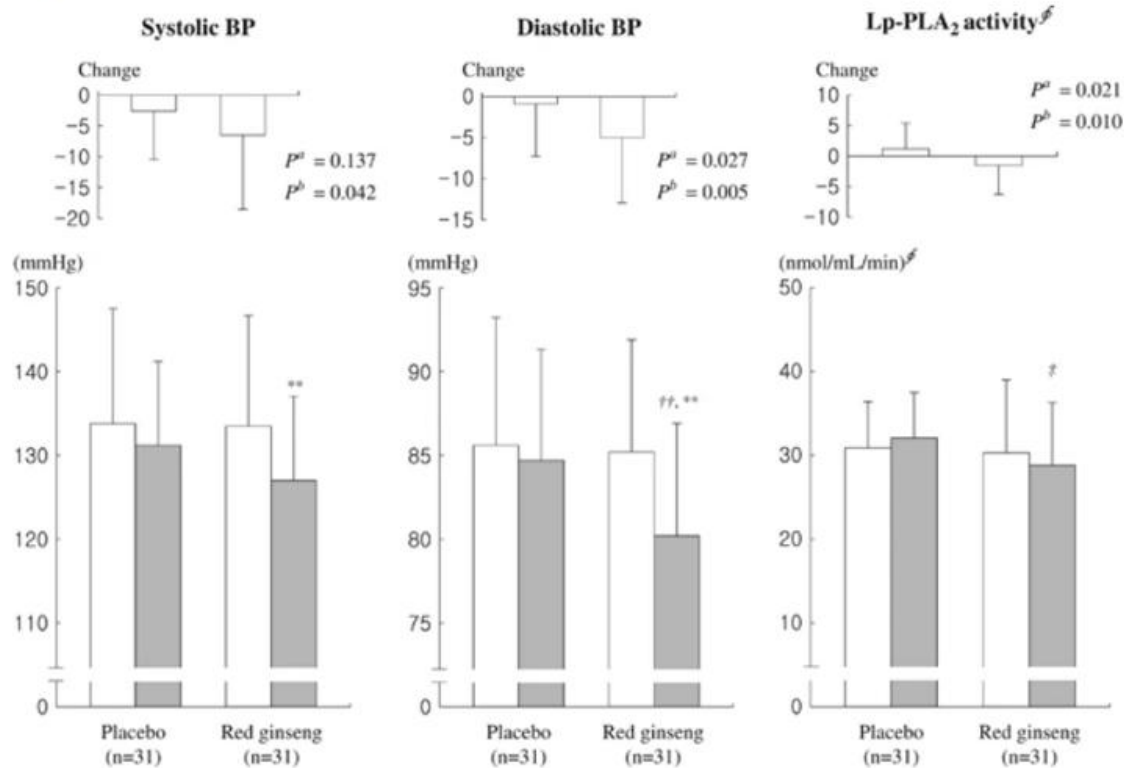 Systolic BP
Change
0
−5
−10
−15
−20
Pᵃ = 0.137
Pᵇ = 0.042
(mmHg)
150
140
130
120
110
0
**
Placebo
(n=31)
Red ginseng
(n=31)
Diastolic BP
Change
0
−5
−10
−15
Pᵃ = 0.027
Pᵇ = 0.005
(mmHg)
95
90
85
80
75
0
††, **
Placebo
(n=31)
Red ginseng
(n=31)
Lp-PLA₂ activity∮
Change
10
5
0
−5
−10
Pᵃ = 0.021
Pᵇ = 0.010
(nmol/mL/min)∮
50
40
30
20
10
0
Placebo
(n=31)
Red ginseng
(n=31)